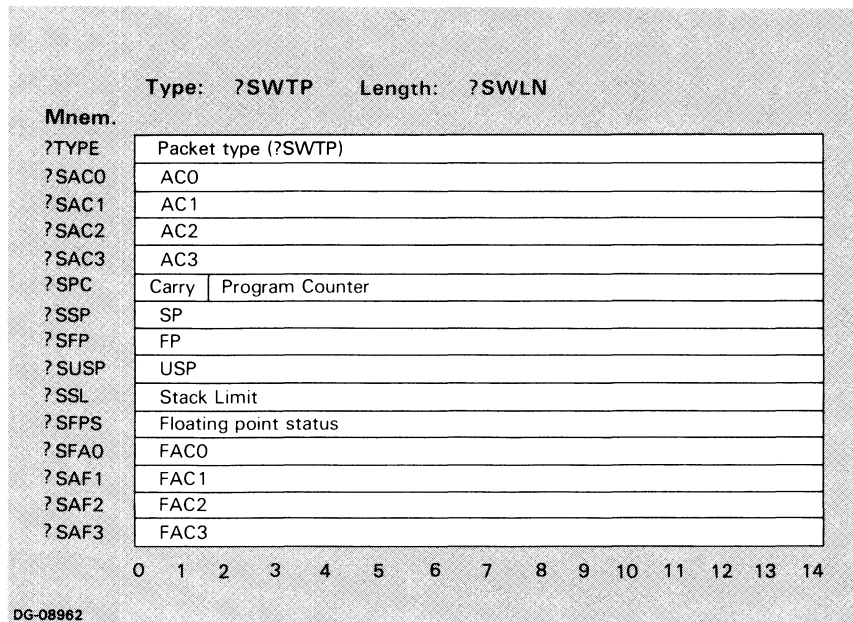 Type: ?SWTP Length: ?SWLN
Mnem.
?TYPE Packet type (?SWTP)
?SAC0 AC0
?SAC1 AC1
?SAC2 AC2
?SAC3 AC3
?SPC Carry Program Counter
?SSP SP
?SFP FP
?SUSP USP
?SSL Stack Limit
?SFPS Floating point status
?SFA0 FAC0
?SAF1 FAC1
?SAF2 FAC2
?SAF3 FAC3
0 1 2 3 4 5 6 7 8 9 10 11 12 13 14
DG-08962